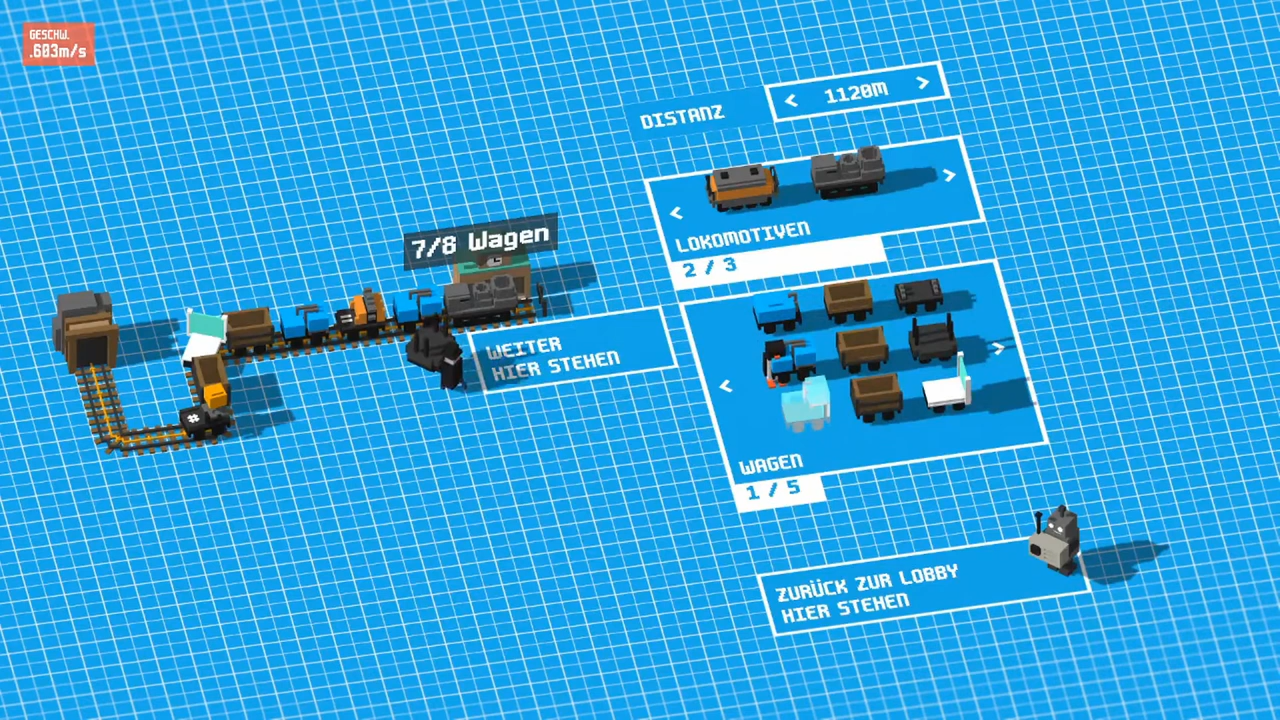 GESCHW.
.603m/s
DISTANZ
< 1120M >
LOKOMOTIVEN
2 / 3
7/8 Wagen
WEITER
HIER STEHEN
WAGEN
1 / 5
ZURÜCK ZUR LOBBY
HIER STEHEN